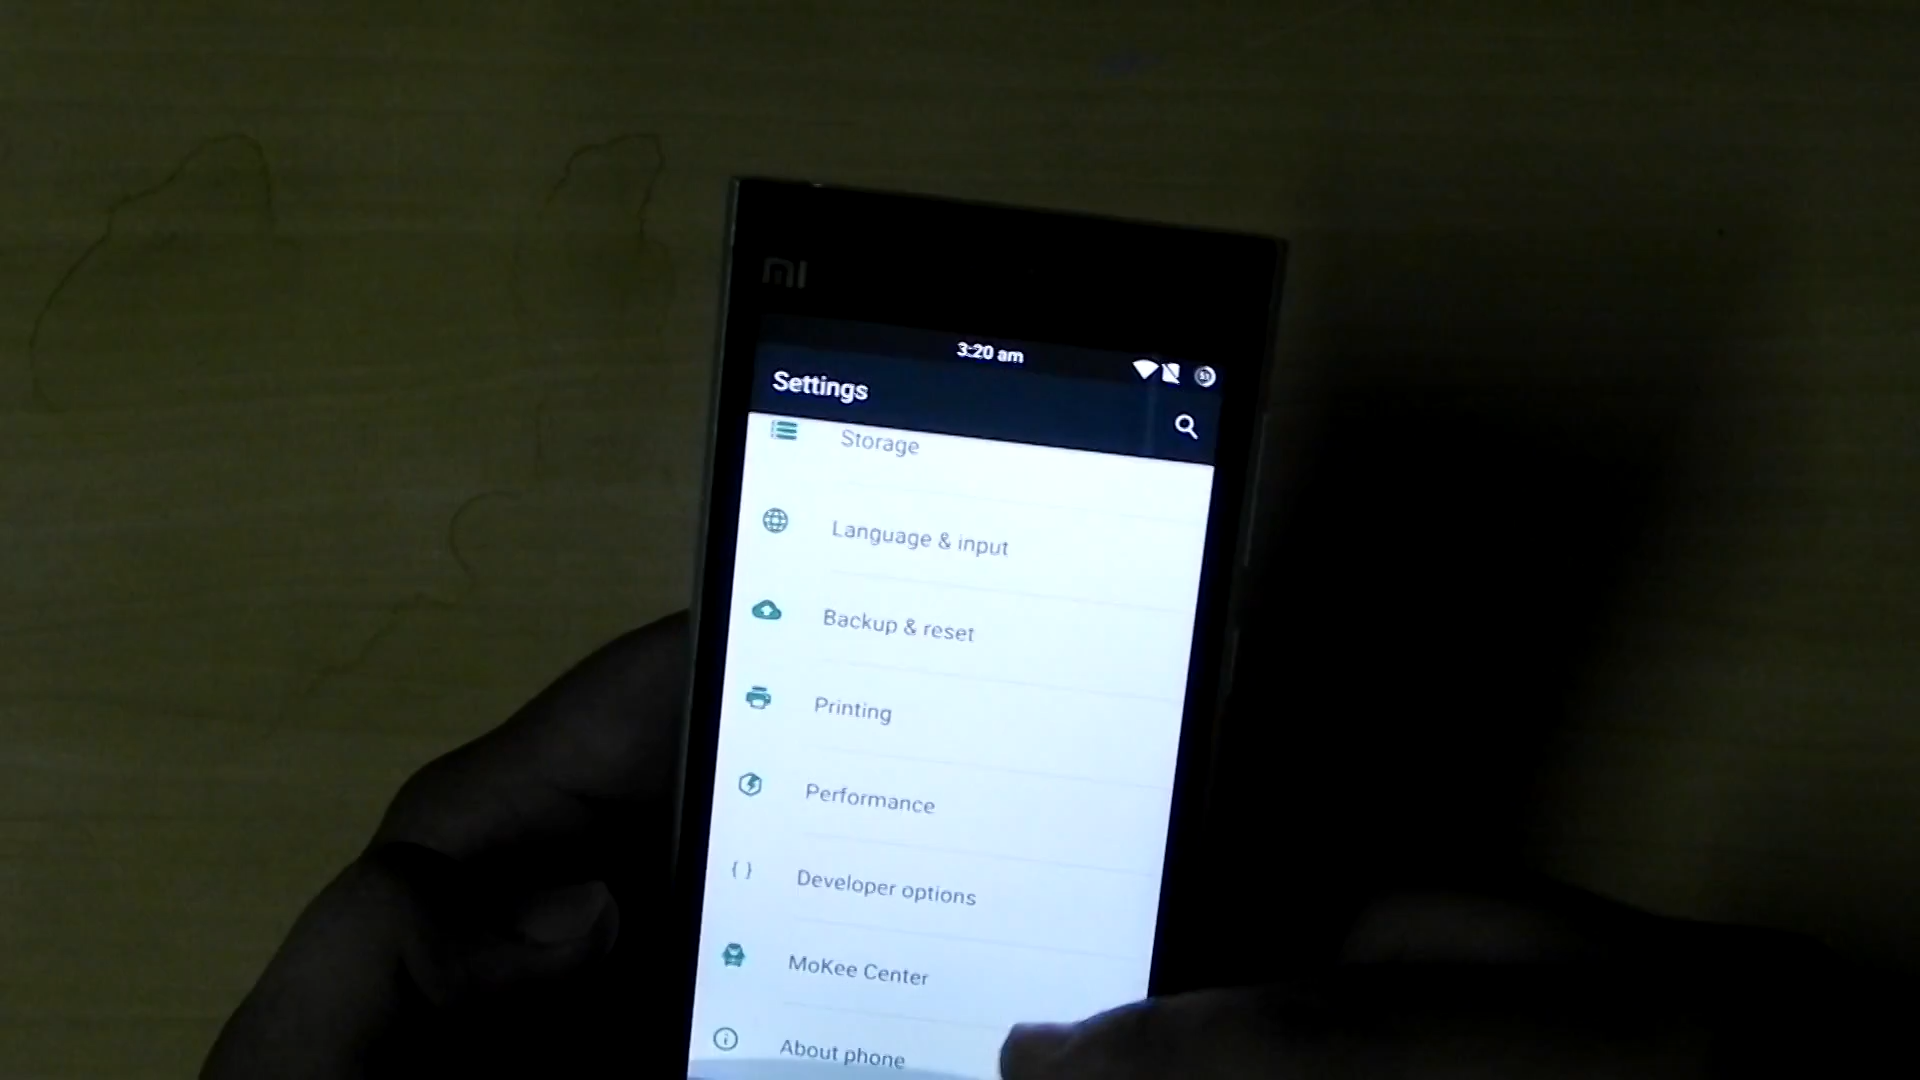 mi
3:20 am
Settings
Storage
Language & input
Backup & reset
Printing
Performance
{ } Developer options
MoKee Center
About phone